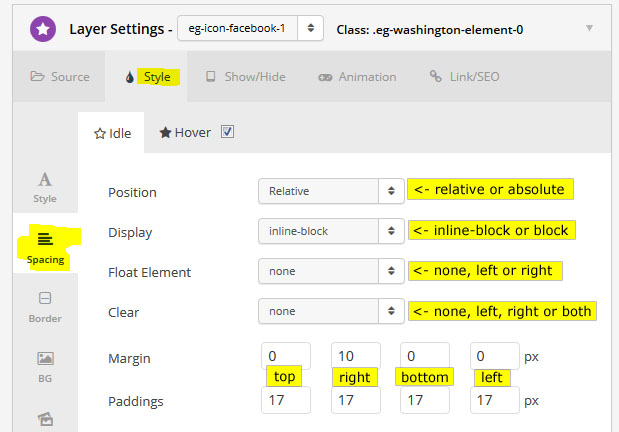 Layer Settings - eg-icon-facebook-1 Class: .eg-washington-element-0
Source Style Show/Hide Animation Link/SEO
Idle Hover
Style
Spacing
Border
BG
Position Relative <- relative or absolute
Display inline-block <- inline-block or block
Float Element none <- none, left or right
Clear none <- none, left, right or both
Margin 0 10 0 0 px
top right bottom left
Paddings 17 17 17 17 px